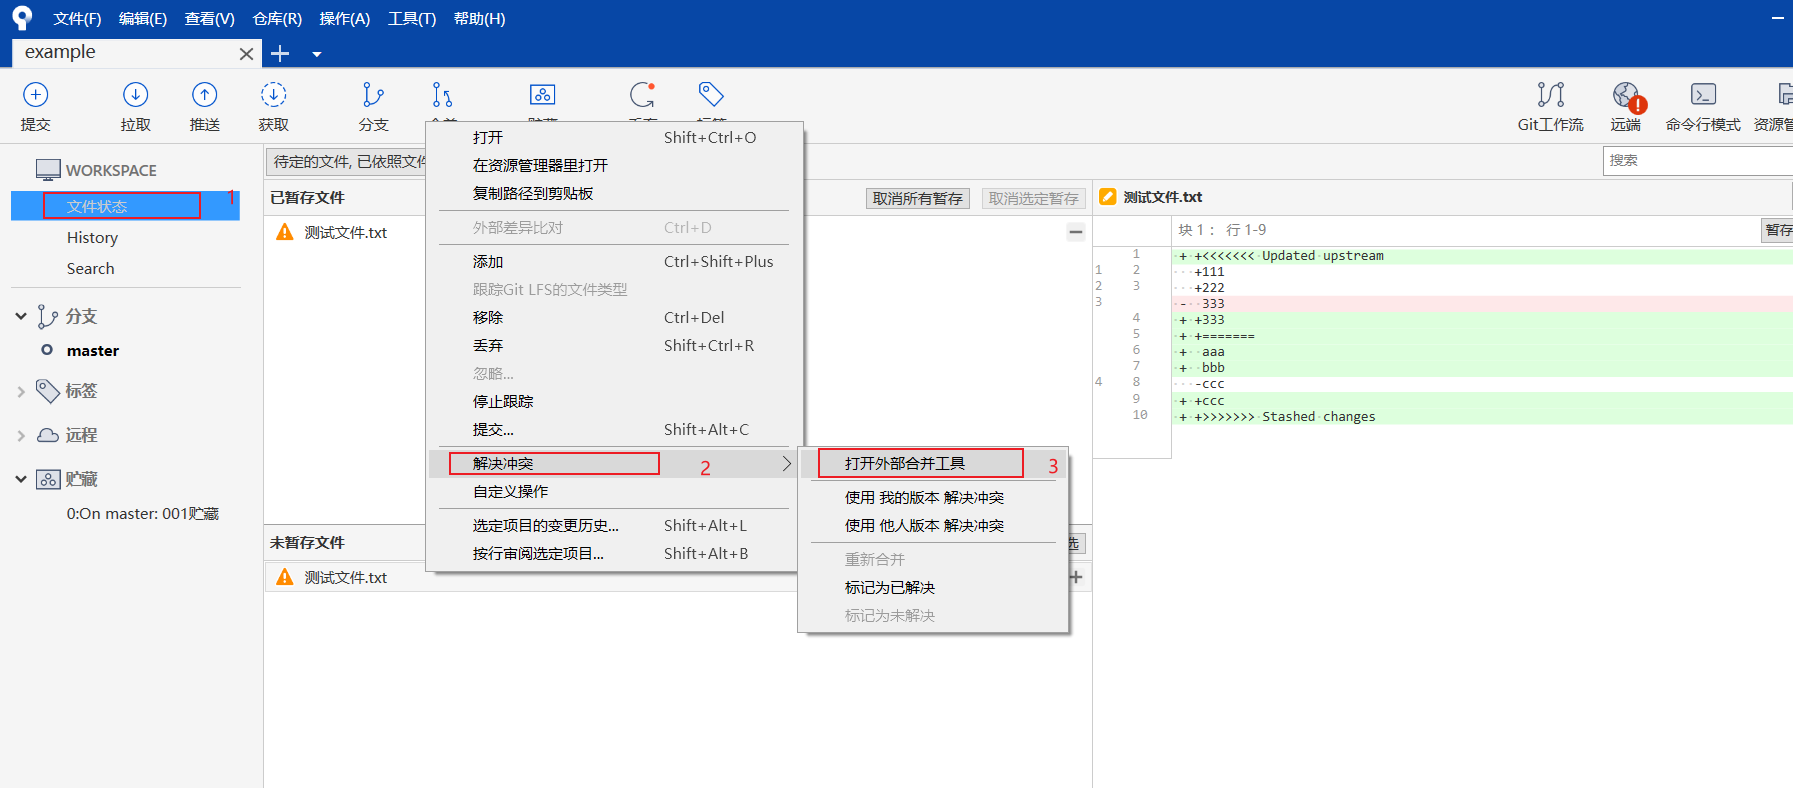 文件(F) 编辑(E) 查看(V) 仓库(R) 操作(A) 工具(T) 帮助(H)
example
提交 拉取 推送 获取 分支
Git工作流 远端 命令行模式
WORKSPACE
文件状态 1
History
Search
分支
master
标签
远程
贮藏
0:On master: 001贮藏
待定的文件, 已依照文件
搜索
已暂存文件 取消所有暂存 取消选定暂存
测试文件.txt
未暂存文件
测试文件.txt
打开 Shift+Ctrl+O
在资源管理器里打开
复制路径到剪贴板
外部差异比对 Ctrl+D
添加 Ctrl+Shift+Plus
跟踪Git LFS的文件类型
移除 Ctrl+Del
丢弃 Shift+Ctrl+R
忽略...
停止跟踪
提交... Shift+Alt+C
解决冲突 2
自定义操作
选定项目的变更历史... Shift+Alt+L
按行审阅选定项目... Shift+Alt+B
打开外部合并工具 3
使用 我的版本 解决冲突
使用 他人版本 解决冲突
重新合并
标记为已解决
标记为未解决
测试文件.txt
块 1： 行 1-9 暂存
1 + +<<<<<<< Updated upstream
1 2 +111
2 3 +222
3 - 333
4 + +333
5 + +=======
6 + aaa
7 + bbb
4 8 -ccc
9 + +ccc
10 + +>>>>>>> Stashed changes